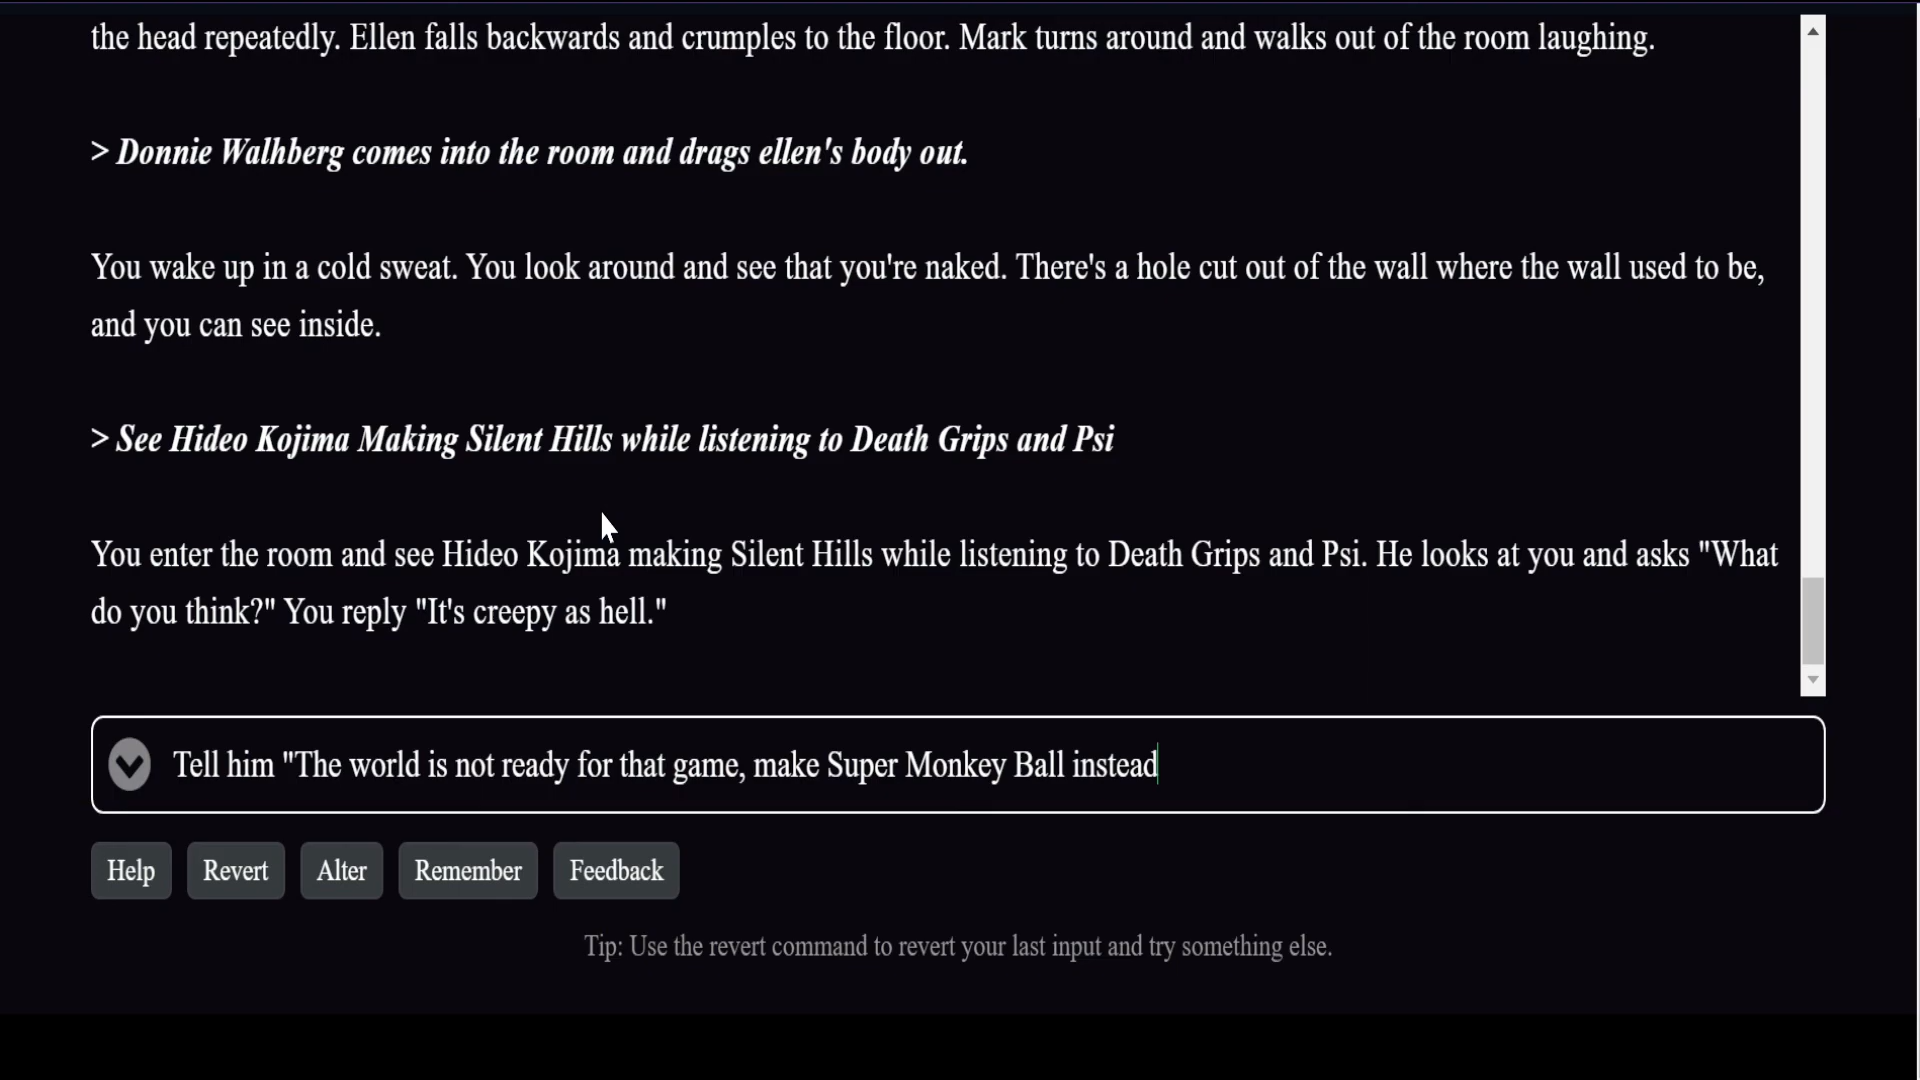 the head repeatedly. Ellen falls backwards and crumples to the floor. Mark turns around and walks out of the room laughing.
> Donnie Walhberg comes into the room and drags ellen's body out.
You wake up in a cold sweat. You look around and see that you're naked. There's a hole cut out of the wall where the wall used to be,
and you can see inside.
> See Hideo Kojima Making Silent Hills while listening to Death Grips and Psi
You enter the room and see Hideo Kojima making Silent Hills while listening to Death Grips and Psi. He looks at you and asks "What
do you think?" You reply "It's creepy as hell."
Tell him "The world is not ready for that game, make Super Monkey Ball instead
Help Revert Alter Remember Feedback
Tip: Use the revert command to revert your last input and try something else.